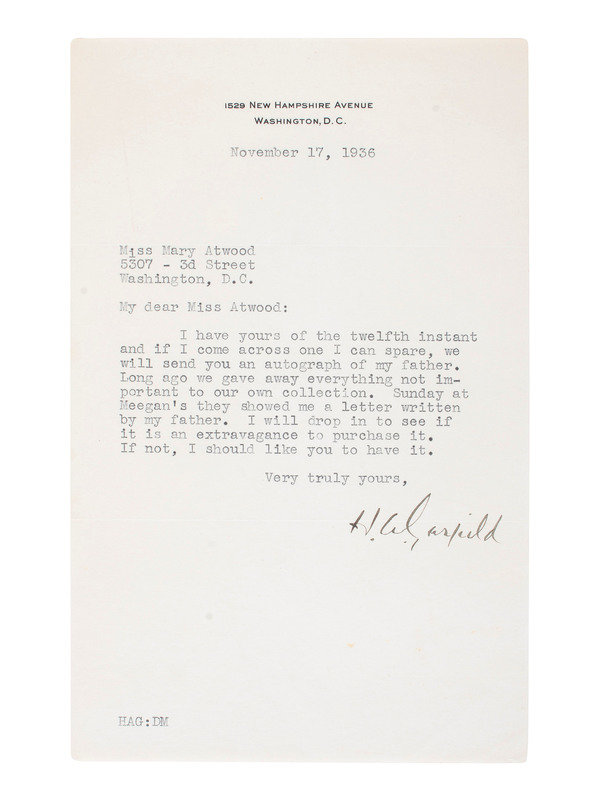 1529 New Hampshire Avenue
Washington, D.C.
November 17, 1936
Miss Mary Atwood
5307 - 3d Street
Washington, D.C.
My dear Miss Atwood:
I have yours of the twelfth instant
and if I come across one I can spare, we
will send you an autograph of my father.
Long ago we gave away everything not im-
portant to our own collection. Sunday at
Meegan's they showed me a letter written
by my father. I will drop in to see if
it is an extravagance to purchase it.
If not, I should like you to have it.
Very truly yours,
H.A. Garfield
HAG:DM